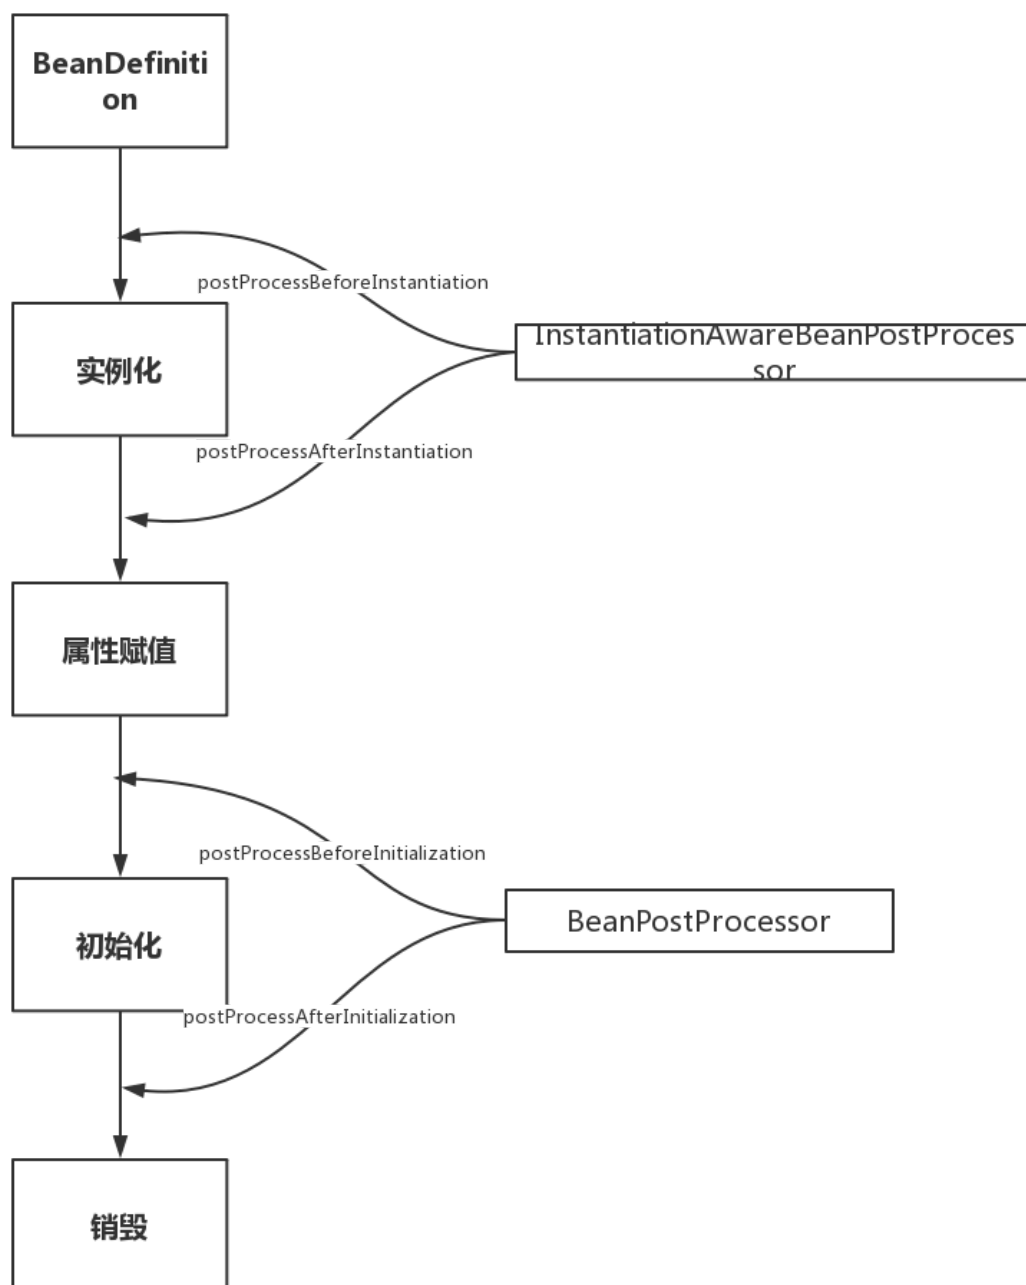 BeanDefiniti
on
postProcessBeforeInstantiation
InstantiationAwareBeanPostProces
sor
实例化
postProcessAfterInstantiation
属性赋值
postProcessBeforeInitialization
BeanPostProcessor
初始化
postProcessAfterInitialization
销毁